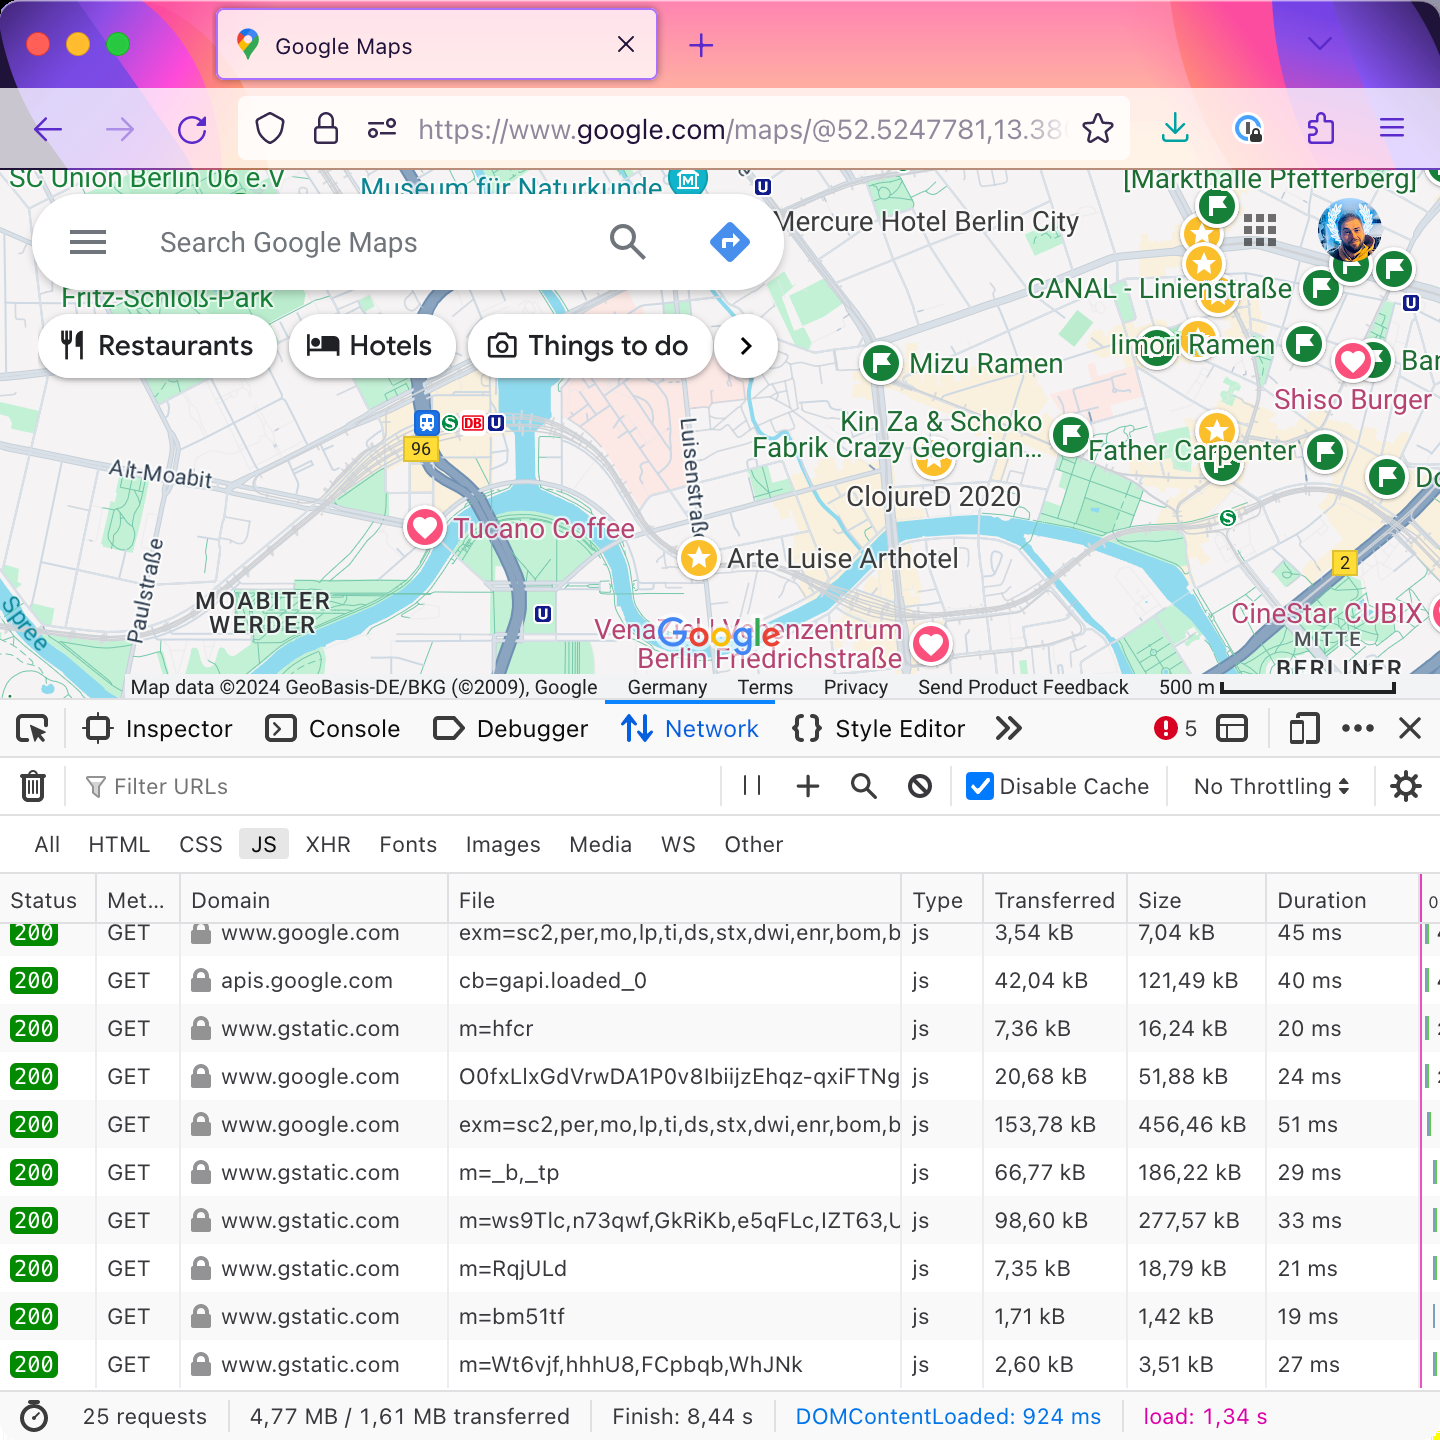 Google Maps
https://www.google.com/maps/@52.5247781,13.38
SC Union Berlin 06 e.V
Museum für Naturkunde
[Markthalle Pfefferberg]
Mercure Hotel Berlin City
Search Google Maps
CANAL - Linienstraße
Fritz-Schloß-Park
Restaurants
Hotels
Things to do
Iimori Ramen
Mizu Ramen
Shiso Burger
DB
96
Kin Za & Schoko
Fabrik Crazy Georgian...
Father Carpenter
Alt-Moabit
Luisenstraße
ClojureD 2020
Tucano Coffee
Arte Luise Arthotel
2
Paulstraße
Spree
MOABITER
WERDER
CineStar CUBIX
Google
Berlin Friedrichstraße
MITTE
BERLINER
Map data ©2024 GeoBasis-DE/BKG (©2009), Google Germany Terms Privacy Send Product Feedback 500 m
Inspector Console Debugger Network Style Editor 5
Filter URLs Disable Cache No Throttling
All HTML CSS JS XHR Fonts Images Media WS Other
Status Met... Domain File Type Transferred Size Duration 0
200 GET www.google.com exm=sc2,per,mo,lp,ti,ds,stx,dwi,enr,bom,b js 3,54 kB 7,04 kB 45 ms
200 GET apis.google.com cb=gapi.loaded_0 js 42,04 kB 121,49 kB 40 ms
200 GET www.gstatic.com m=hfcr js 7,36 kB 16,24 kB 20 ms
200 GET www.google.com O0fxLlxGdVrwDA1P0v8IbiijzEhqz-qxiFTNg js 20,68 kB 51,88 kB 24 ms
200 GET www.google.com exm=sc2,per,mo,lp,ti,ds,stx,dwi,enr,bom,b js 153,78 kB 456,46 kB 51 ms
200 GET www.gstatic.com m=_b,_tp js 66,77 kB 186,22 kB 29 ms
200 GET www.gstatic.com m=ws9Tlc,n73qwf,GkRiKb,e5qFLc,IZT63,U js 98,60 kB 277,57 kB 33 ms
200 GET www.gstatic.com m=RqjULd js 7,35 kB 18,79 kB 21 ms
200 GET www.gstatic.com m=bm51tf js 1,71 kB 1,42 kB 19 ms
200 GET www.gstatic.com m=Wt6vjf,hhhU8,FCpbqb,WhJNk js 2,60 kB 3,51 kB 27 ms
25 requests 4,77 MB / 1,61 MB transferred Finish: 8,44 s DOMContentLoaded: 924 ms load: 1,34 s